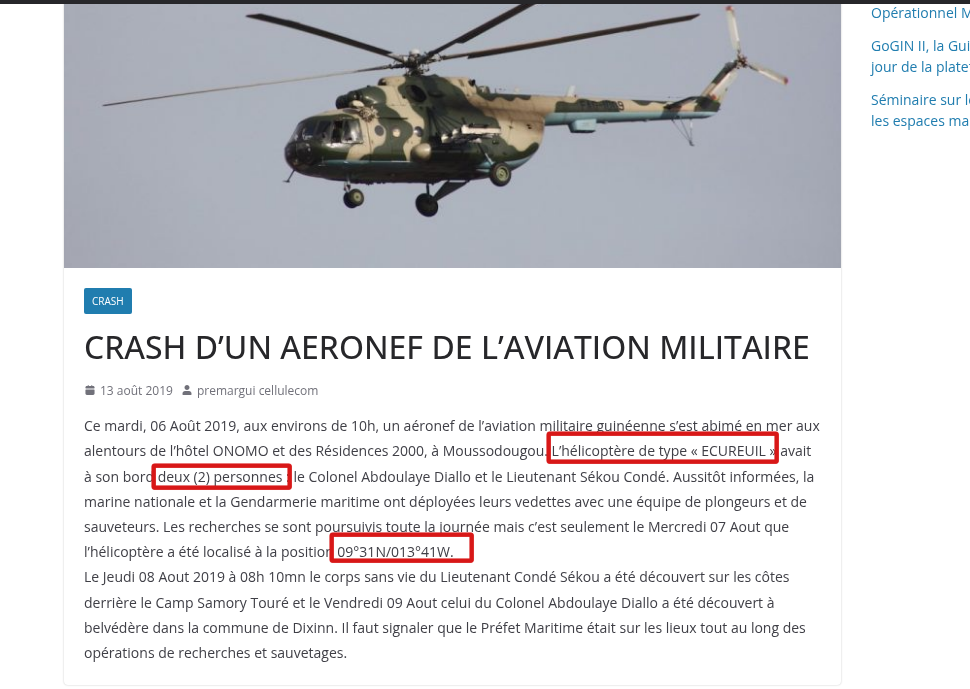 Opérationnel M
GoGIN II, la Gui
jour de la plate
Séminaire sur l
les espaces ma
CRASH
CRASH D’UN AERONEF DE L’AVIATION MILITAIRE
13 août 2019 premargui cellulecom
Ce mardi, 06 Août 2019, aux environs de 10h, un aéronef de l’aviation militaire guinéenne s’est abimé en mer aux
alentours de l’hôtel ONOMO et des Résidences 2000, à Moussodougou. L’hélicoptère de type « ECUREUIL » avait
à son bord deux (2) personnes : le Colonel Abdoulaye Diallo et le Lieutenant Sékou Condé. Aussitôt informées, la
marine nationale et la Gendarmerie maritime ont déployées leurs vedettes avec une équipe de plongeurs et de
sauveteurs. Les recherches se sont poursuivis toute la journée mais c’est seulement le Mercredi 07 Aout que
l’hélicoptère a été localisé à la position 09°31N/013°41W.
Le Jeudi 08 Aout 2019 à 08h 10mn le corps sans vie du Lieutenant Condé Sékou a été découvert sur les côtes
derrière le Camp Samory Touré et le Vendredi 09 Aout celui du Colonel Abdoulaye Diallo a été découvert à
belvédère dans la commune de Dixinn. Il faut signaler que le Préfet Maritime était sur les lieux tout au long des
opérations de recherches et sauvetages.